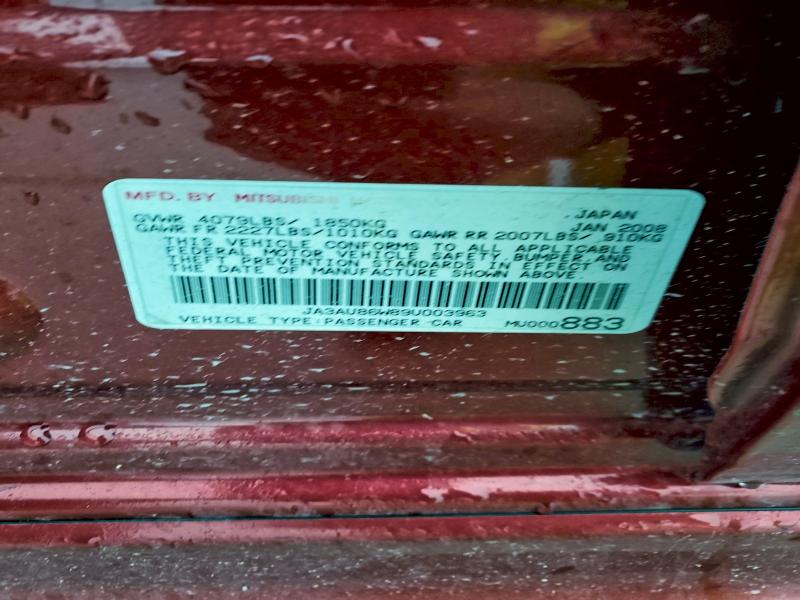 MFD. BY MITSUBISHI
JAPAN
GVWR 4079LBS/ 1850KG JAN 2008
GAWR FR 2227LBS/1010KG GAWR RR 2007LBS/ 910KG
THIS VEHICLE CONFORMS TO ALL APPLICABLE
FEDERAL MOTOR VEHICLE SAFETY,BUMPER,AND
THEFT PREVENTION STANDARDS IN EFFECT ON
THE DATE OF MANUFACTURE SHOWN ABOVE.
JA3AU86W89U003963
VEHICLE TYPE:PASSENGER CAR MU000883